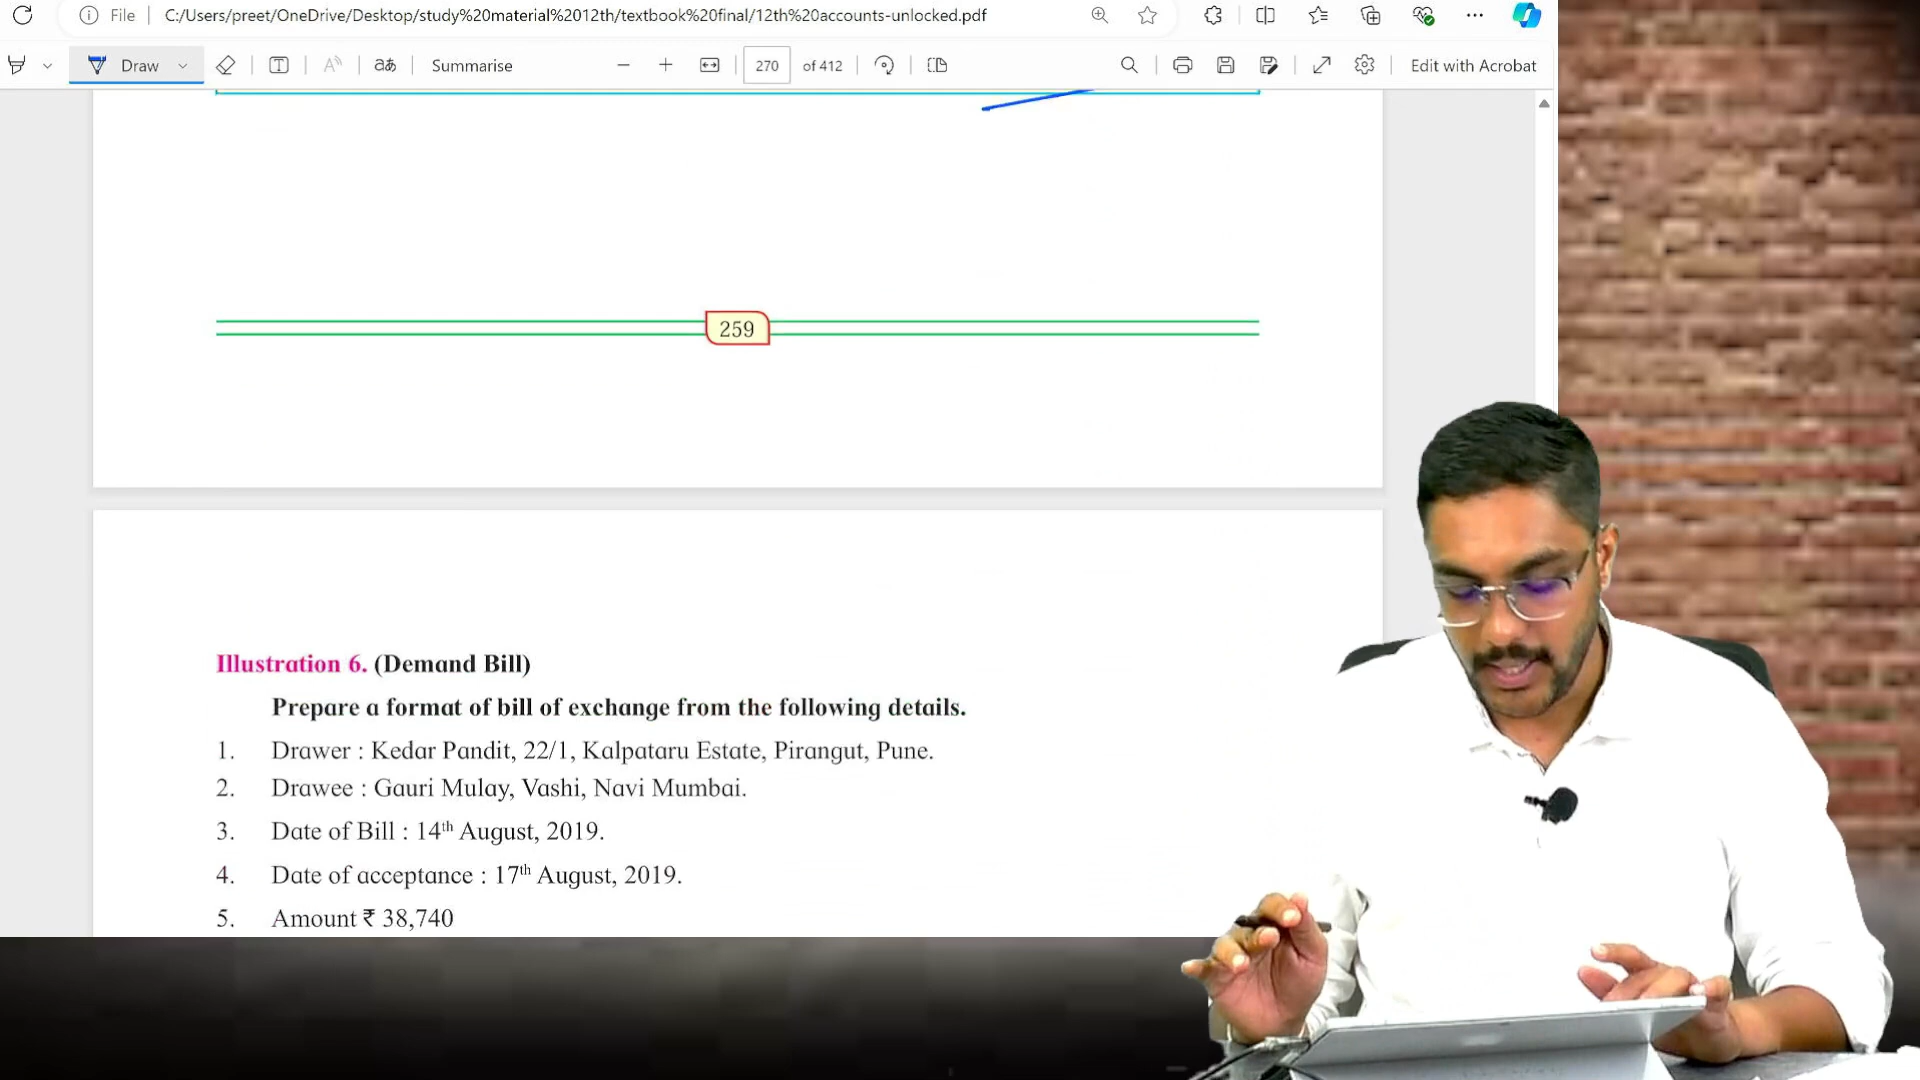 File C:/Users/preet/OneDrive/Desktop/study%20material%2012th/textbook%20final/12th%20accounts-unlocked.pdf
Draw aあ Summarise 270 of 412 Edit with Acrobat
259
Illustration 6. (Demand Bill)
Prepare a format of bill of exchange from the following details.
1. Drawer : Kedar Pandit, 22/1, Kalpataru Estate, Pirangut, Pune.
2. Drawee : Gauri Mulay, Vashi, Navi Mumbai.
3. Date of Bill : 14th August, 2019.
4. Date of acceptance : 17th August, 2019.
5. Amount ₹ 38,740